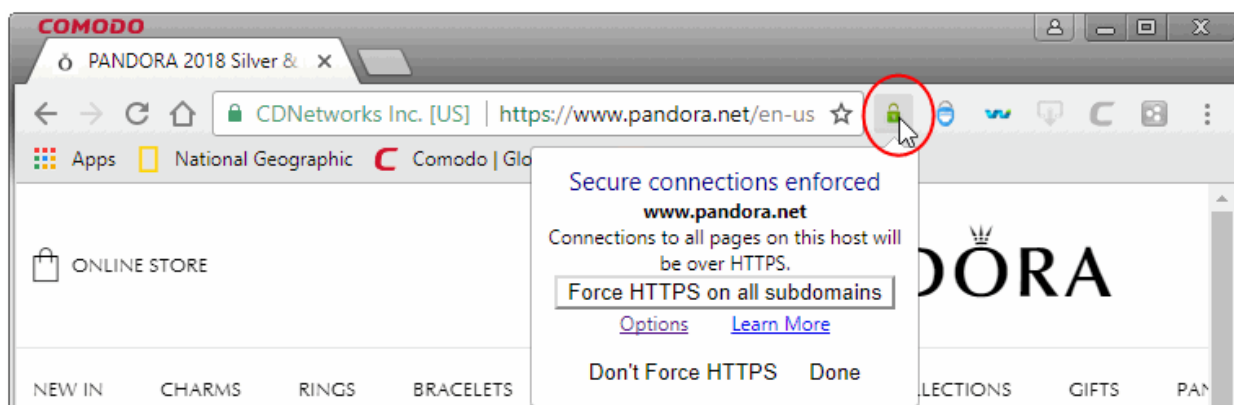 COMODO
PANDORA 2018 Silver &
CDNetworks Inc. [US] | https://www.pandora.net/en-us
Apps National Geographic Comodo | Glo
Secure connections enforced
www.pandora.net
Connections to all pages on this host will
be over HTTPS.
Force HTTPS on all subdomains
Options Learn More
Don't Force HTTPS Done
ONLINE STORE
DÖRA
NEW IN CHARMS RINGS BRACELETS LLECTIONS GIFTS PAN